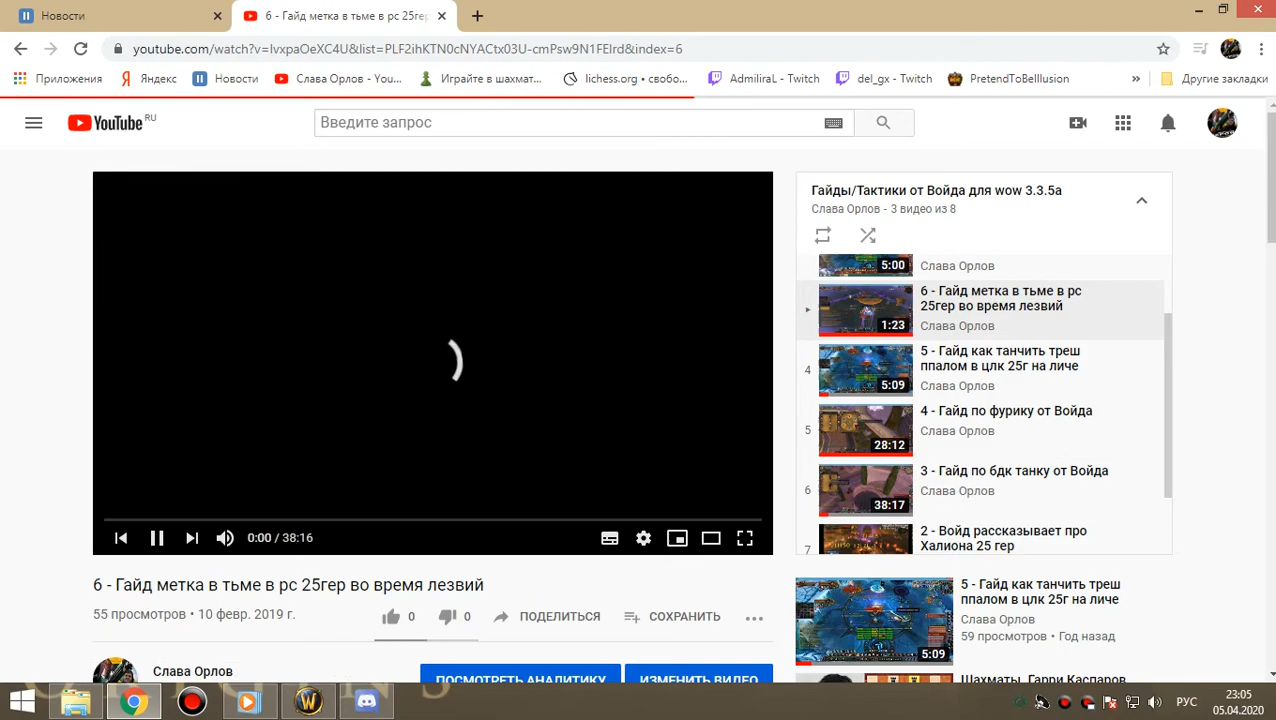 Новости
6 - Гайд метка в тьме в рс 25гер
youtube.com/watch?v=IvxpaOeXC4U&list=PLF2ihKTN0cNYACtx03U-cmPsw9N1FEIrd&index=6
Приложения
Яндекс
Новости
Слава Орлов - You...
Играйте в шахмат...
lichess.org • свобо...
AdmiralL - Twitch
del_gx - Twitch
PretendToBeIllusion
»
Другие закладки
YouTube RU
Введите запрос
Гайды/Тактики от Войда для wow 3.3.5a
Слава Орлов - 3 видео из 8
5:00
Слава Орлов
6 - Гайд метка в тьме в рс
25гер во время лезвий
1:23
Слава Орлов
4
5 - Гайд как танчить треш
ппалом в цлк 25г на личе
5:09
Слава Орлов
5
4 - Гайд по фурику от Войда
28:12
Слава Орлов
6
3 - Гайд по бдк танку от Войда
38:17
Слава Орлов
7
2 - Войд рассказывает про
Халиона 25 гер
0:00 / 38:16
6 - Гайд метка в тьме в рс 25гер во время лезвий
55 просмотров • 10 февр. 2019 г.
0
0
ПОДЕЛИТЬСЯ
СОХРАНИТЬ
Слава Орлов
ПОСМОТРЕТЬ АНАЛИТИКУ
ИЗМЕНИТЬ ВИДЕО
5 - Гайд как танчить треш
ппалом в цлк 25г на личе
Слава Орлов
59 просмотров • Год назад
5:09
Шахматы. Гарри Каспаров
РУС
23:05
05.04.2020